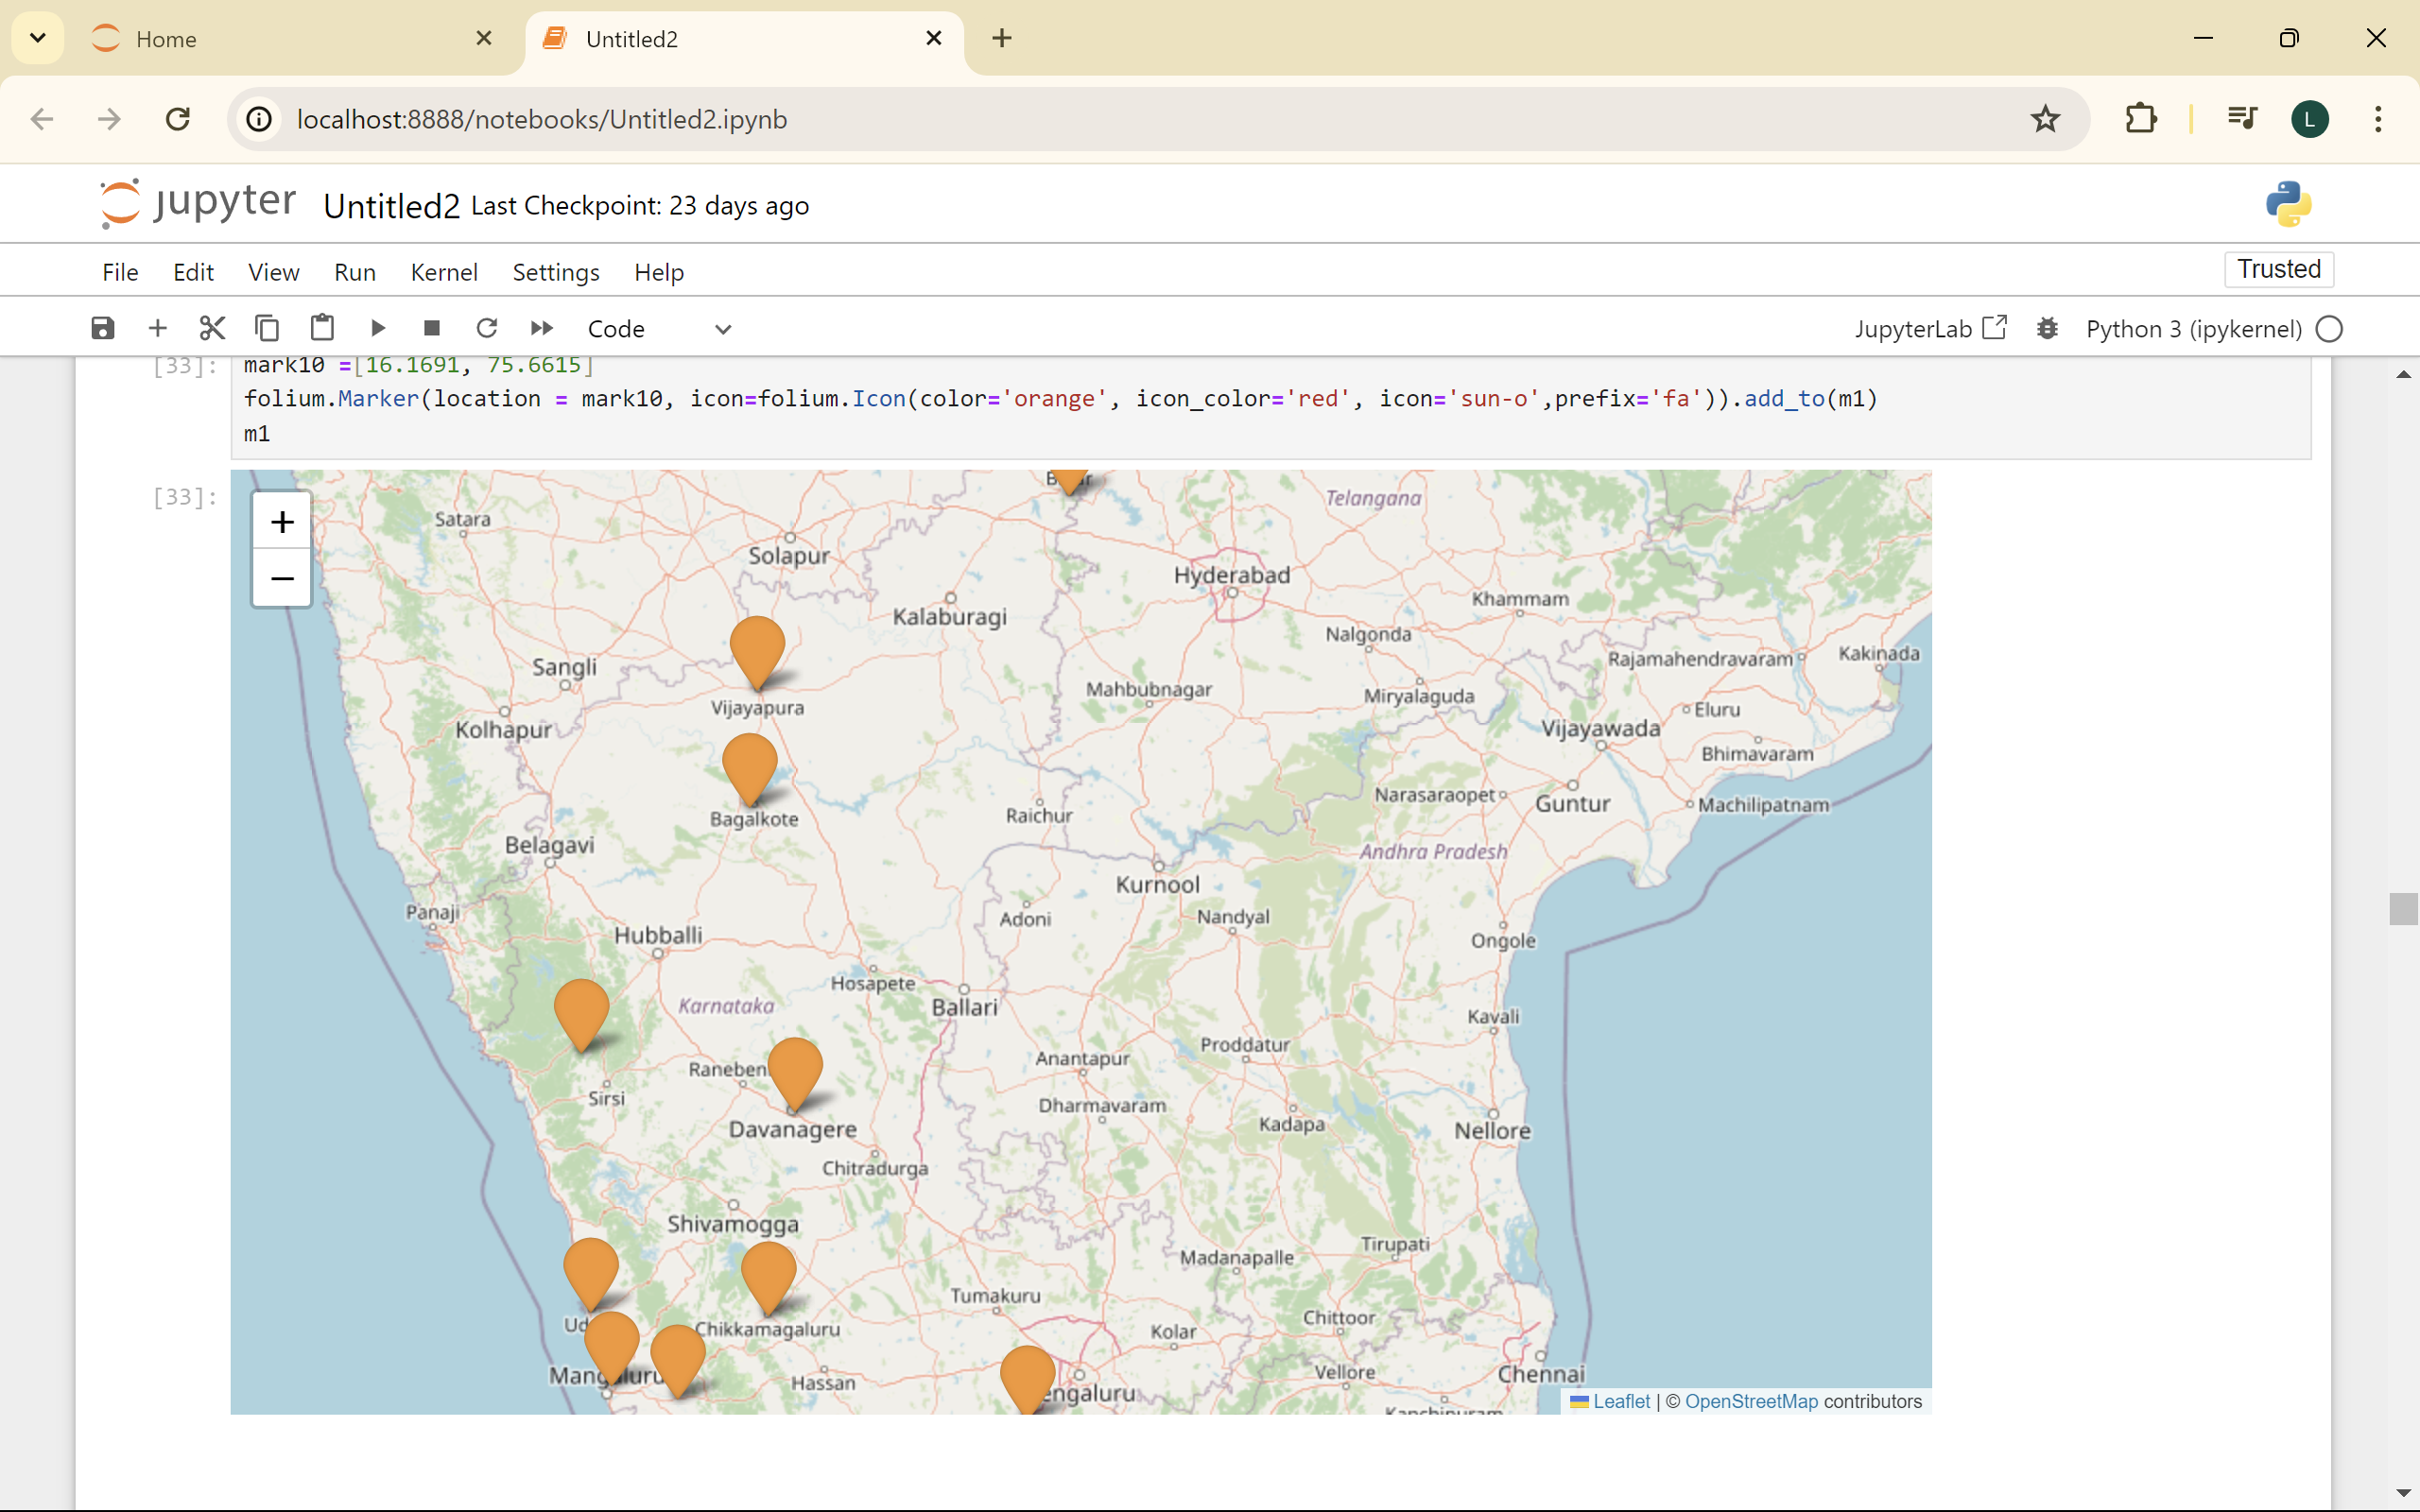 Home
Untitled2
localhost:8888/notebooks/Untitled2.ipynb
L
jupyter Untitled2 Last Checkpoint: 23 days ago
File Edit View Run Kernel Settings Help
Trusted
Code
JupyterLab
Python 3 (ipykernel)
[33]: mark10 =[16.1691, 75.6615]
folium.Marker(location = mark10, icon=folium.Icon(color='orange', icon_color='red', icon='sun-o',prefix='fa')).add_to(m1)
m1
[33]:
+
−
Telangana
Satara
Solapur
Hyderabad
Khammam
Kalaburagi
Nalgonda
Rajamahendravaram
Kakinada
Sangli
Mahbubnagar
Miryalaguda
Vijayapura
Eluru
Kolhapur
Vijayawada
Bhimavaram
Narasaraopet
Guntur
Machilipatnam
Raichur
Bagalkote
Belagavi
Andhra Pradesh
Kurnool
Panaji
Adoni
Nandyal
Hubballi
Ongole
Hosapete
Karnataka
Ballari
Kavali
Proddatur
Anantapur
Raneben
Sirsi
Dharmavaram
Kadapa
Davanagere
Nellore
Chitradurga
Shivamogga
Tirupati
Madanapalle
Tumakuru
Chittoor
Ud
Chikkamagaluru
Kolar
Vellore
Mangaluru
Hassan
Chennai
engaluru
Leaflet | © OpenStreetMap contributors